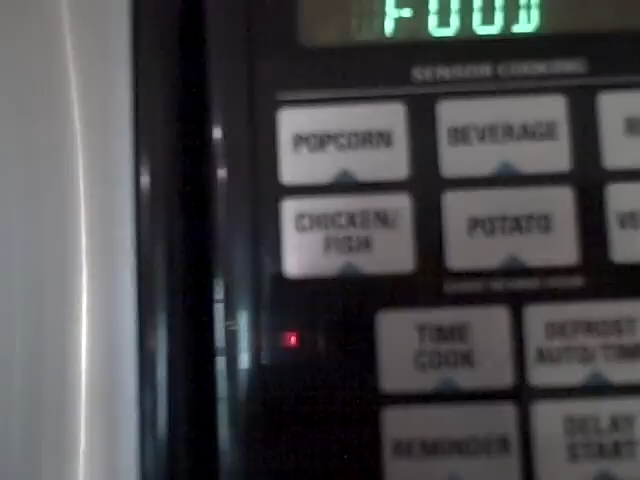 FOOD
SENSOR COOKING
POPCORN
BEVERAGE
CHICKEN/
FISH
POTATO
TIME
COOK
DEFROST
AUTO/TIME
REMINDER
DELAY
START